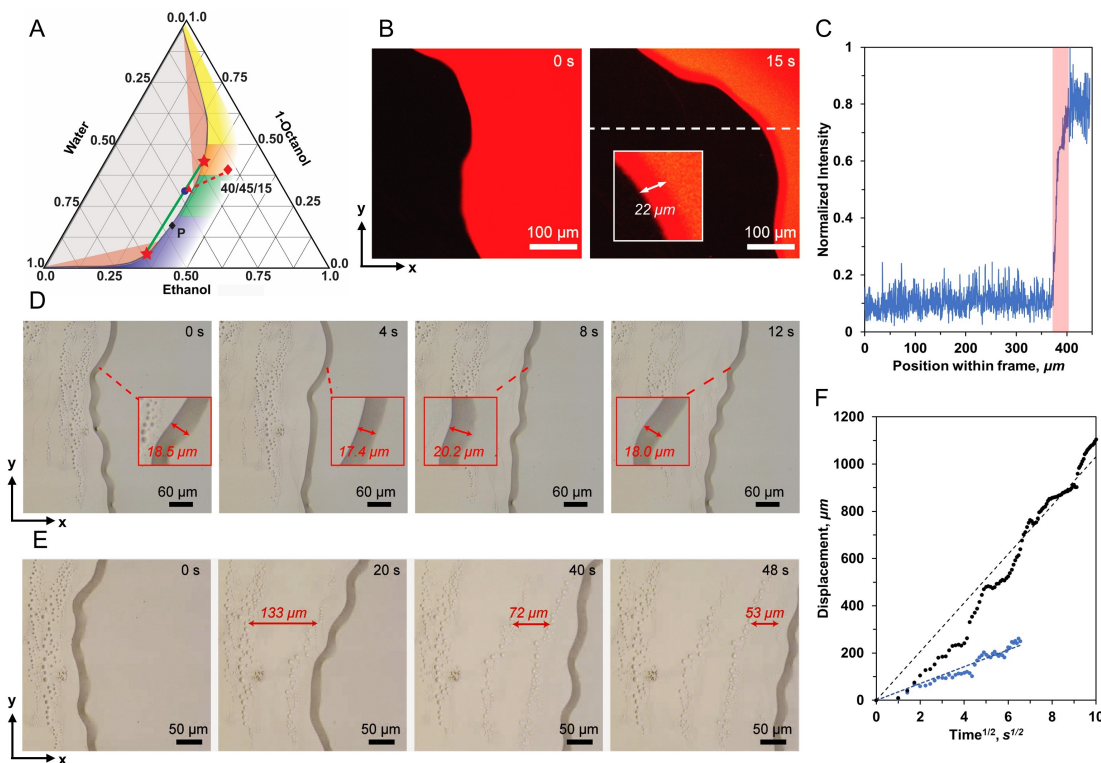 A
0.0 1.0
0.25
0.75
Water
1-Octanol
0.50
0.50
0.75
40/45/15
0.25
P
1.0
0.0
0.0
0.25
0.50
0.75
1.0
Ethanol
B
0 s
15 s
22 μm
100 μm
100 μm
y
x
C
1
0.8
0.6
0.4
0.2
0
Normalized Intensity
0
100
200
300
400
Position within frame, μm
D
0 s
4 s
8 s
12 s
18.5 μm
17.4 μm
20.2 μm
18.0 μm
60 μm
60 μm
60 μm
60 μm
y
x
E
0 s
20 s
40 s
48 s
133 μm
72 μm
53 μm
50 μm
50 μm
50 μm
50 μm
y
x
F
1200
1000
800
600
400
200
0
Displacement, μm
0
2
4
6
8
10
Time1/2, s1/2